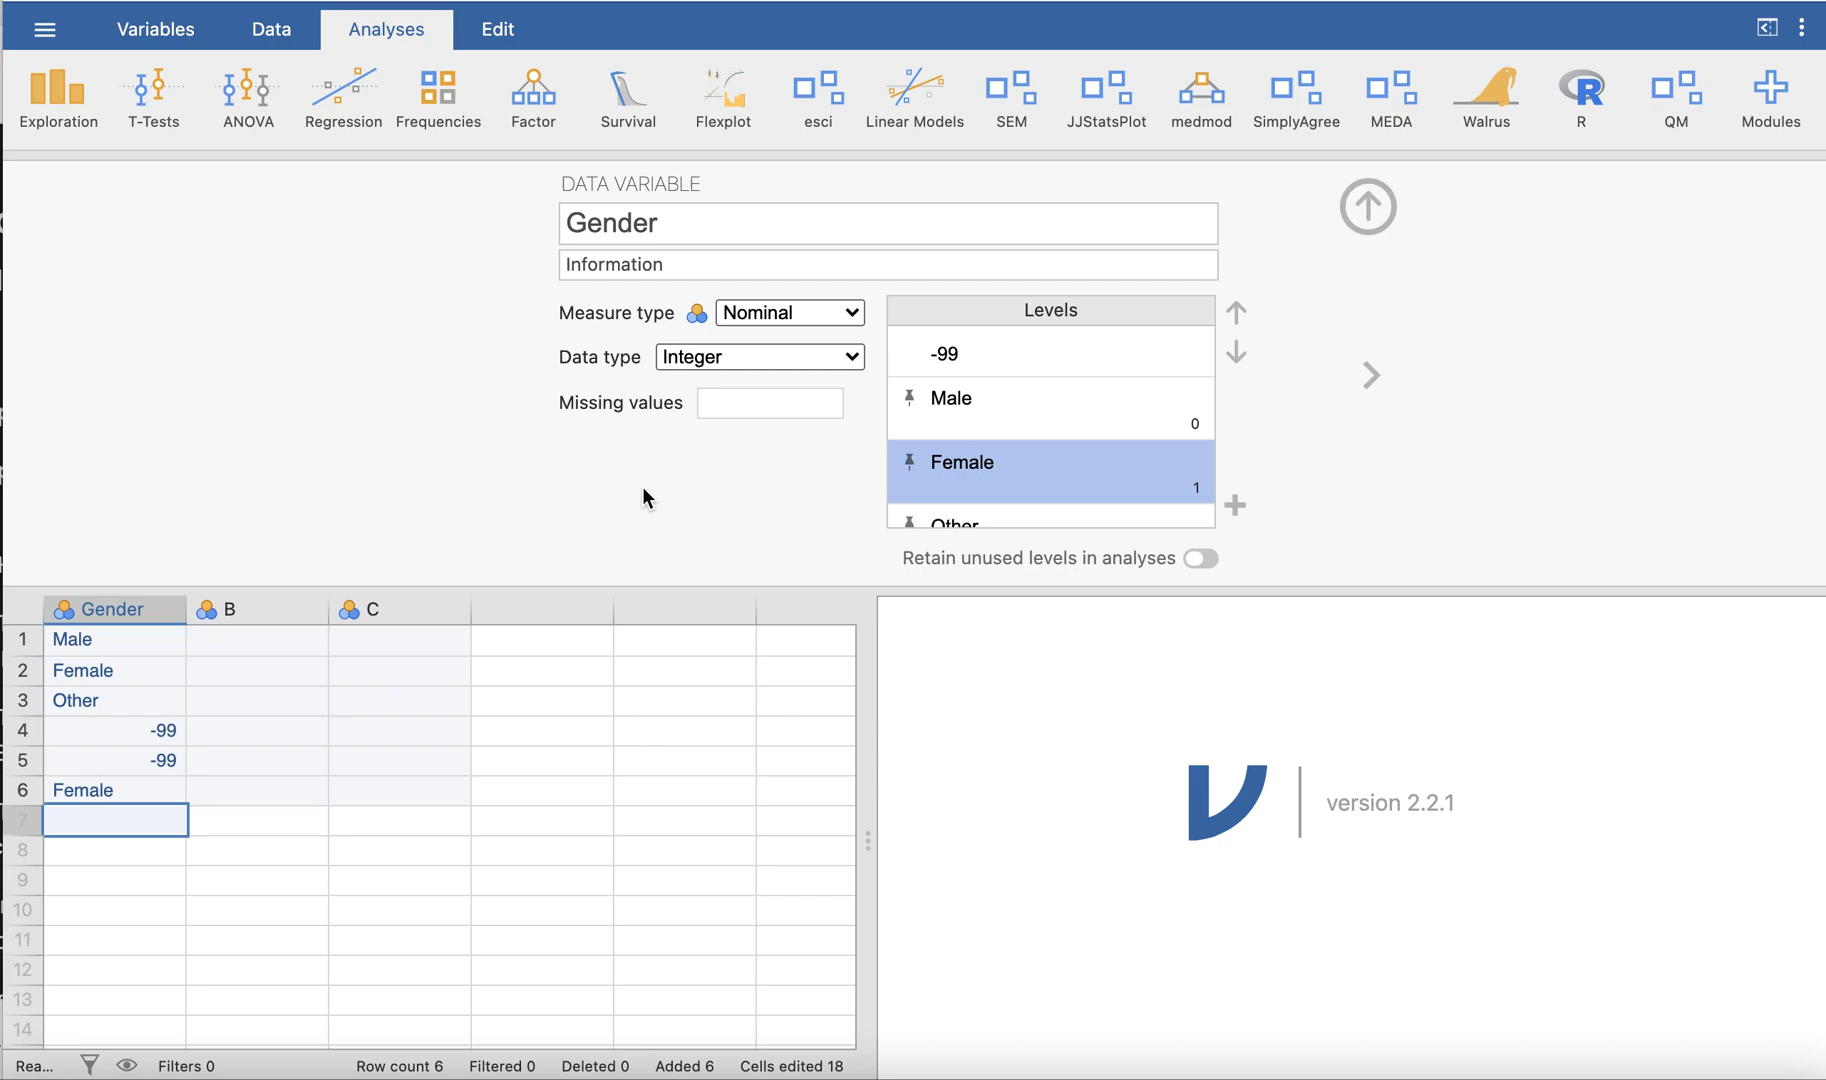 Variables Data Analyses Edit
Exploration T-Tests ANOVA Regression Frequencies Factor Survival Flexplot esci Linear Models SEM JJStatsPlot medmod SimplyAgree MEDA Walrus R QM Modules
DATA VARIABLE
Gender
Information
Measure type Nominal
Data type Integer
Missing values
Levels
-99
Male
0
Female
1
Other
Retain unused levels in analyses
Gender B C
1 Male
2 Female
3 Other
4 -99
5 -99
6 Female
7
8
9
10
11
12
13
14
version 2.2.1
Rea... Filters 0 Row count 6 Filtered 0 Deleted 0 Added 6 Cells edited 18